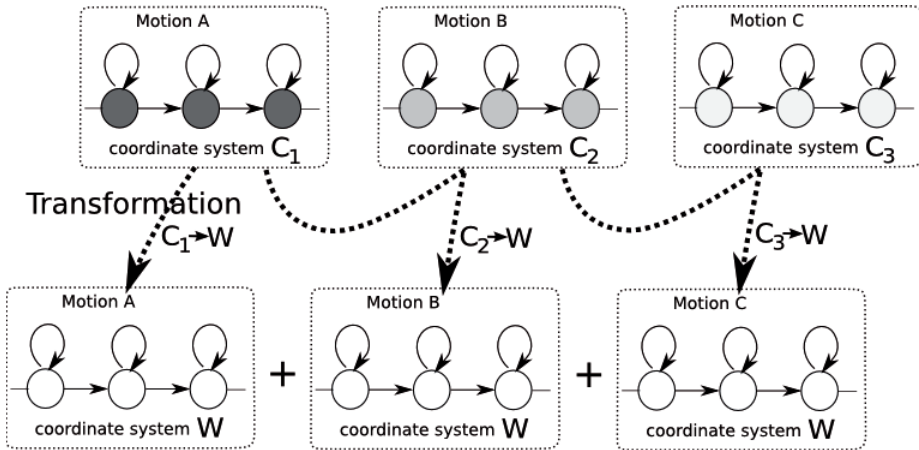 Motion A
Motion B
Motion C
coordinate system C1
coordinate system C2
coordinate system C3
Transformation
C1→W
C2→W
C3→W
Motion A
Motion B
Motion C
+
+
coordinate system W
coordinate system W
coordinate system W